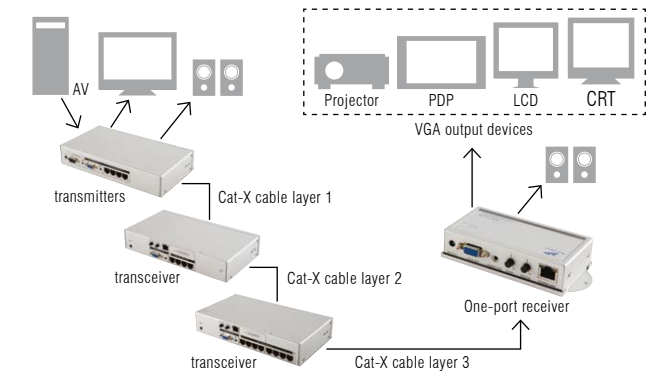 AV
Projector
PDP
LCD
CRT
VGA output devices
transmitters
Cat-X cable layer 1
transceiver
Cat-X cable layer 2
One-port receiver
transceiver
Cat-X cable layer 3